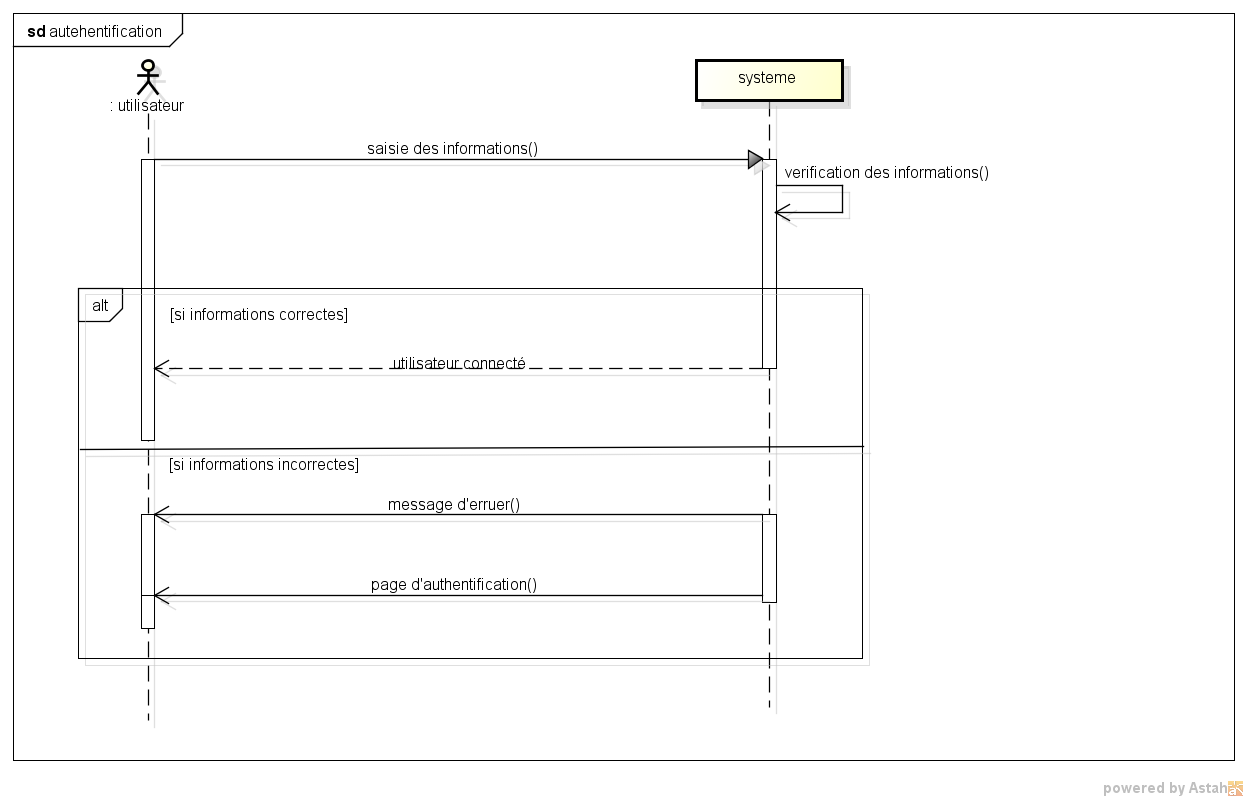 sd autehentification
: utilisateur
systeme
saisie des informations()
verification des informations()
alt
[si informations correctes]
utilisateur connecté
[si informations incorrectes]
message d'erruer()
page d'authentification()
powered by Astah